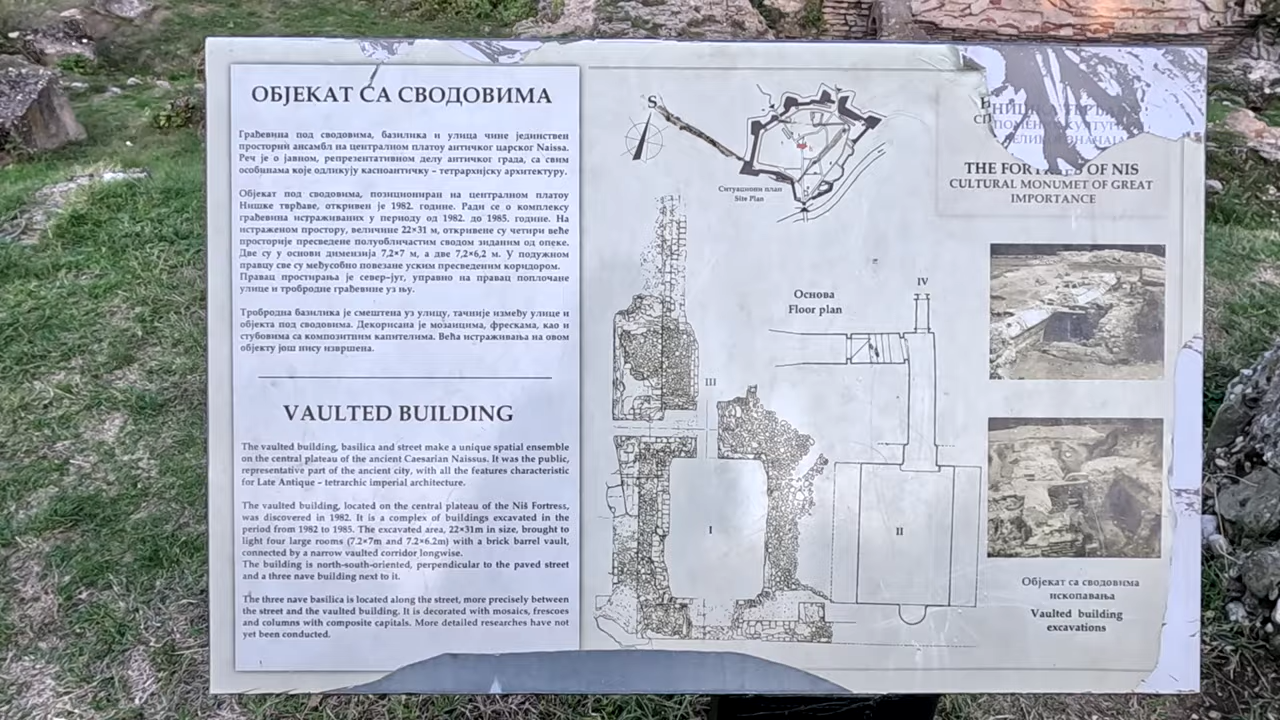 ОБЈЕКАТ СА СВОДОВИМА
Грађевина под сводовима, базилика и улица чине јединствен
просторни ансамбл на централном платоу античког царског Naissa.
Реч је о јавном, репрезентативном делу античког града, са свим
особинама које одликују касноантичку – тетрархијску архитектуру.
Објекат под сводовима, позициониран на централном платоу
Нишке тврђаве, откривен је 1982. године. Ради се о комплексу
грађевина истраживаних у периоду од 1982. до 1985. године. На
истраженом простору, величине 22×31 м, откривене су четири веће
просторије пресведене полуобличастим сводом зиданим од опеке.
Две су у основи димензија 7,2×7 м, а две 7,2×6,2 м. У подужном
правцу све су међусобно повезане уским пресведеним коридором.
Правац простирања је север–југ, управно на правац поплочане
улице и тробродне грађевине уз њу.
Тробродна базилика је смештена уз улицу, тачније између улице и
објекта под сводовима. Декорисана је мозаицима, фрескама, као и
стубовима са композитним капителима. Већа истраживања на овом
објекту још нису извршена.
VAULTED BUILDING
The vaulted building, basilica and street make a unique spatial ensemble
on the central plateau of the ancient Caesarian Naissus. It was the public,
representative part of the ancient city, with all the features characteristic
for Late Antique – tetrarchic imperial architecture.
The vaulted building, located on the central plateau of the Niš Fortress,
was discovered in 1982. It is a complex of buildings excavated in the
period from 1982 to 1985. The excavated area, 22×31m in size, brought to
light four large rooms (7.2×7m and 7.2×6.2m) with a brick barrel vault,
connected by a narrow vaulted corridor longwise.
The building is north-south-oriented, perpendicular to the paved street
and a three nave building next to it.
The three nave basilica is located along the street, more precisely between
the street and the vaulted building. It is decorated with mosaics, frescoes
and columns with composite capitals. More detailed researches have not
yet been conducted.
S
Ситуациони план
Site Plan
Основа
Floor plan
IV
III
I
II
THE OF NIS
CULTURAL MONUMET OF GREAT
IMPORTANCE
Објекат са сводовима
ископавања
Vaulted building
excavations